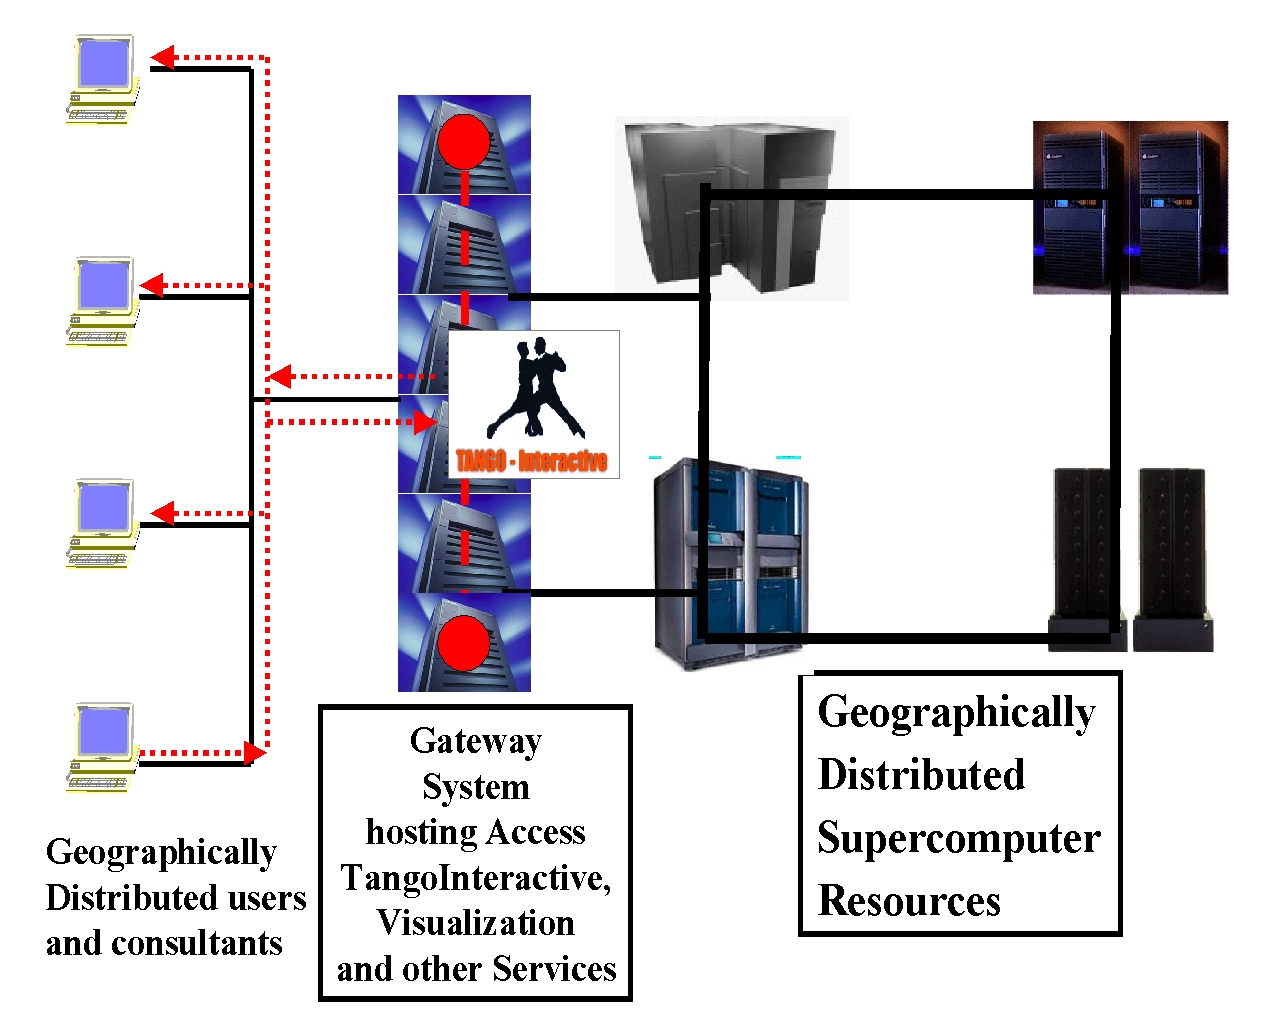 TANGO - Interactive
Geographically
Distributed users
and consultants
Gateway
System
hosting Access
TangoInteractive,
Visualization
and other Services
Geographically
Distributed
Supercomputer
Resources